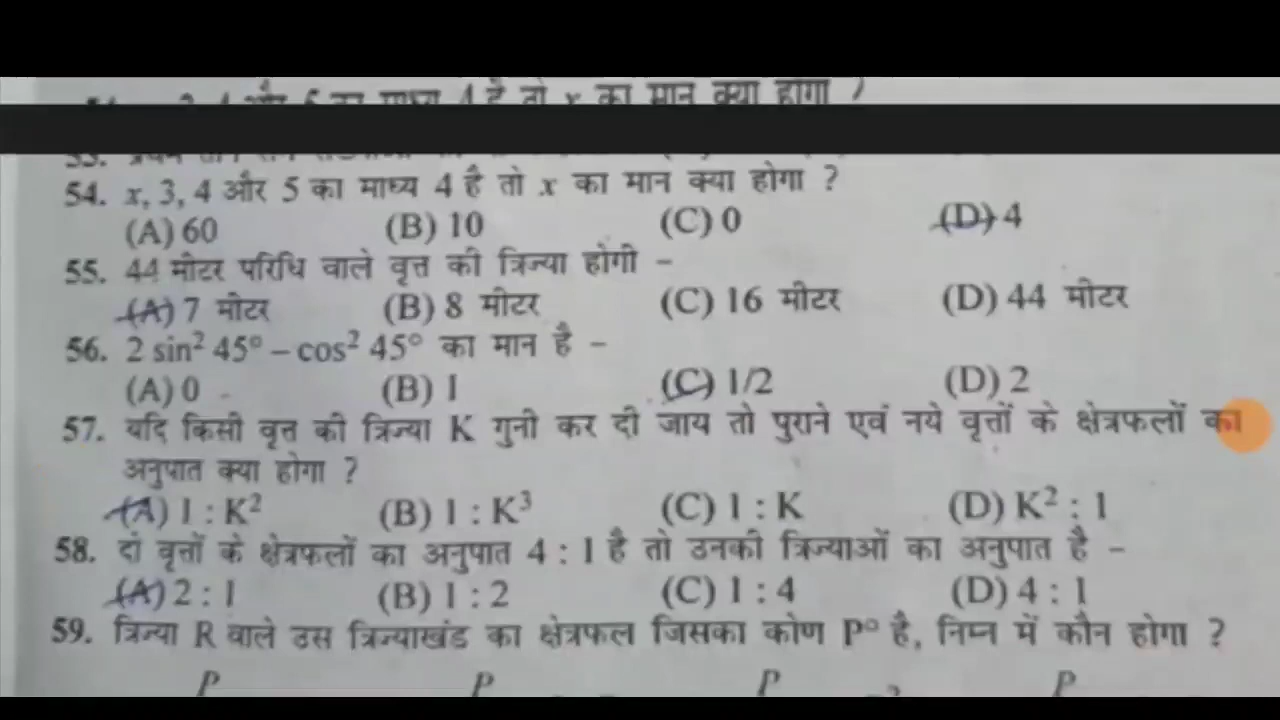 का मान क्या होगा ?
54. x, 3, 4 और 5 का माध्य 4 है तो x का मान क्या होगा ?
(A) 60 (B) 10 (C) 0 (D) 4
55. 44 मीटर परिधि वाले वृत्त की त्रिज्या होगी –
(A) 7 मीटर (B) 8 मीटर (C) 16 मीटर (D) 44 मीटर
56. 2 sin² 45° – cos² 45° का मान है –
(A) 0 (B) 1 (C) 1/2 (D) 2
57. यदि किसी वृत्त की त्रिज्या K गुनी कर दी जाय तो पुराने एवं नये वृत्तों के क्षेत्रफलों का
अनुपात क्या होगा ?
(A) 1 : K² (B) 1 : K³ (C) 1 : K (D) K² : 1
58. दो वृत्तों के क्षेत्रफलों का अनुपात 4 : 1 है तो उनकी त्रिज्याओं का अनुपात है –
(A) 2 : 1 (B) 1 : 2 (C) 1 : 4 (D) 4 : 1
59. त्रिज्या R वाले उस त्रिज्याखंड का क्षेत्रफल जिसका कोण P° है, निम्न में कौन होगा ?
P P P P